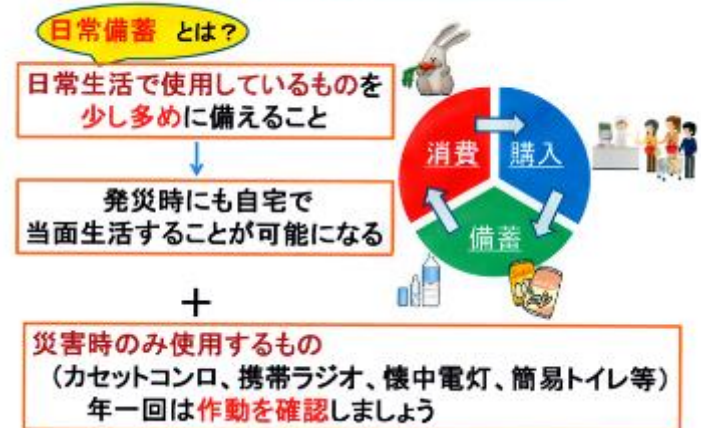 日常備蓄 とは?
日常生活で使用しているものを
少し多めに備えること
発災時にも自宅で
当面生活することが可能になる
消費
購入
備蓄
+
災害時のみ使用するもの
(カセットコンロ、携帯ラジオ、懐中電灯、簡易トイレ等)
年一回は作動を確認しましょう